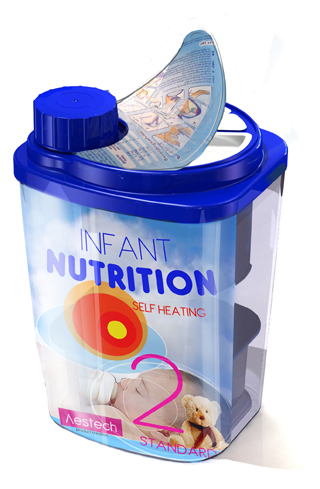 INFANT
NUTRITION
SELF HEATING
2
Aestech
STANDARD